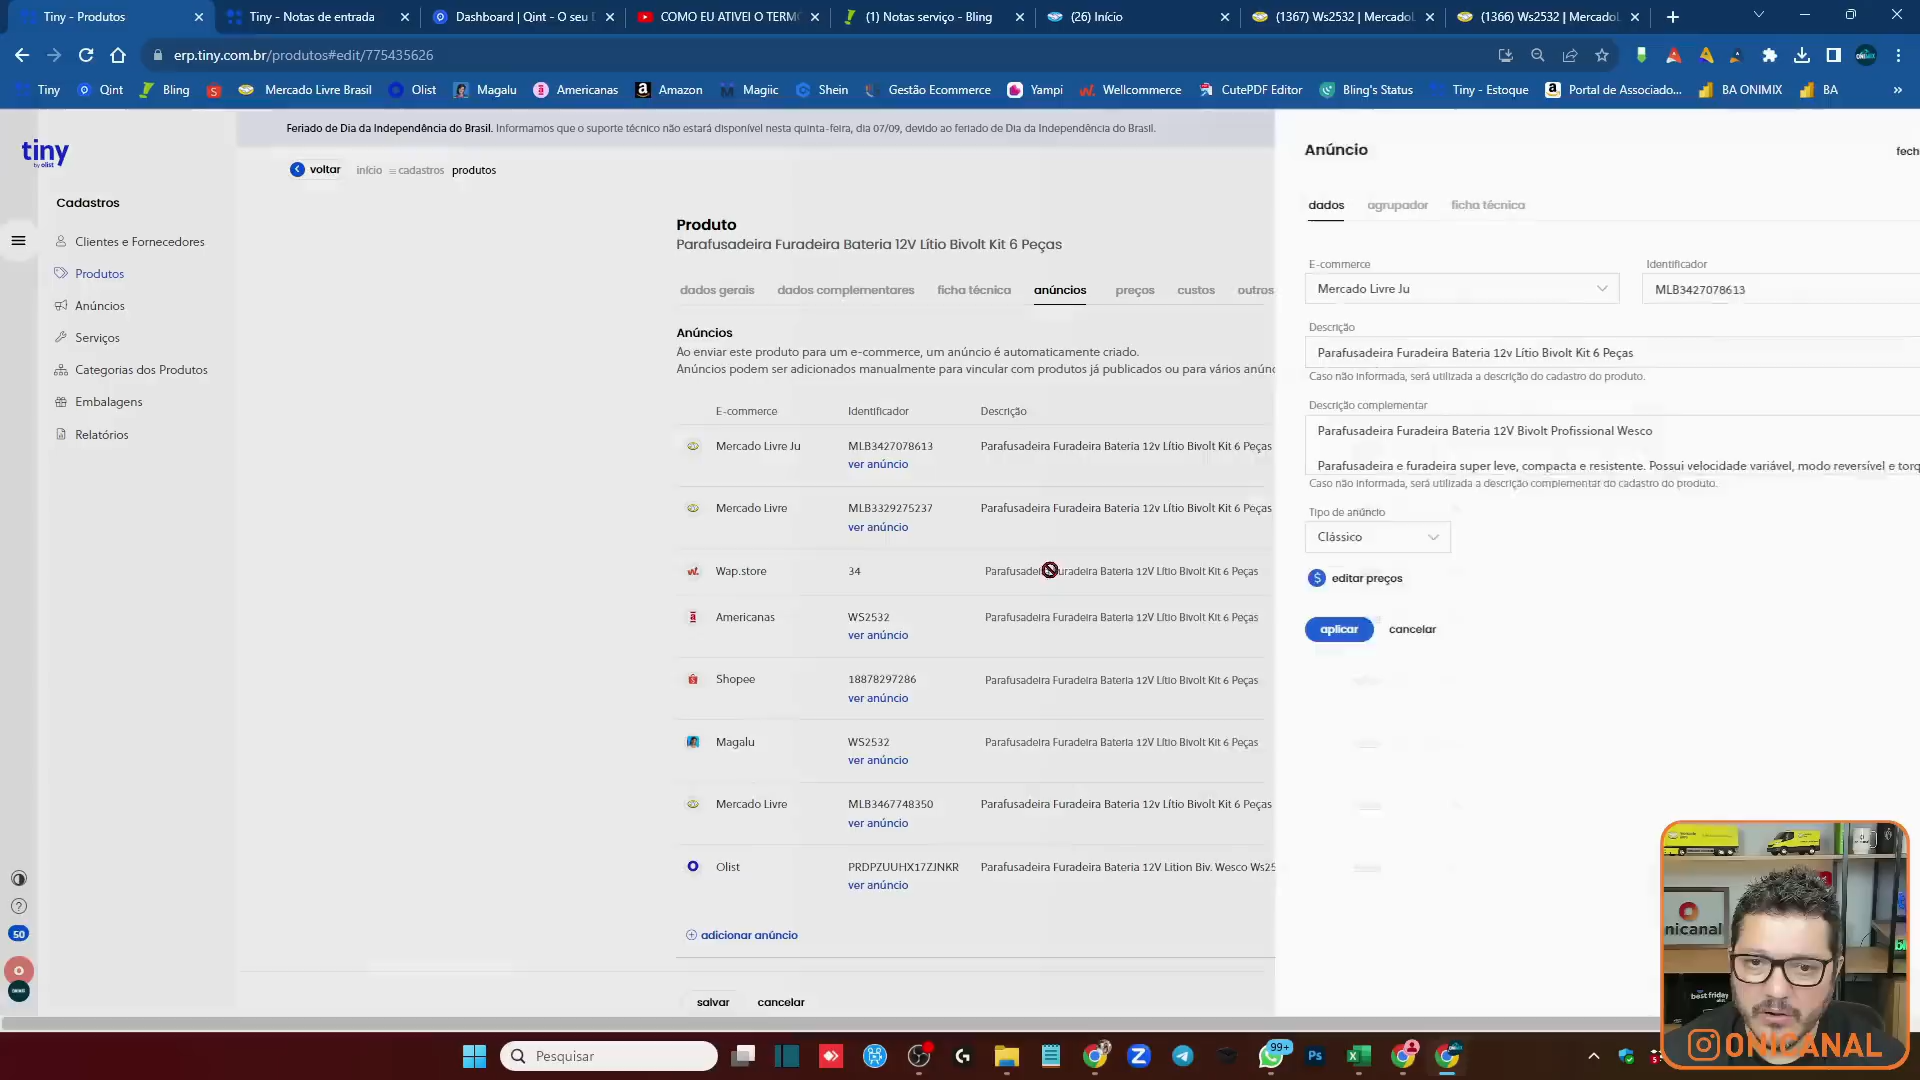 Tiny - Produtos
Tiny - Notas de entrada
Dashboard | Qint - O seu
COMO EU ATIVEI O TERM
(1) Notas serviço - Bling
(26) Início
(1367) Ws2532 | MercadoL
(1366) Ws2532 | MercadoL
erp.tiny.com.br/produtos#edit/775435626
Tiny
Qint
Bling
Mercado Livre Brasil
Olist
Magalu
Americanas
Amazon
Magiic
Shein
Gestão Ecommerce
Yampi
Wellcommerce
CutePDF Editor
Bling's Status
Tiny - Estoque
Portal de Associado...
BA ONIMIX
BA
Feriado de Dia da Independência do Brasil. Informamos que o suporte técnico não estará disponível nesta quinta-feira, dia 07/09, devido ao feriado de Dia da Independência do Brasil.
tiny
by olist
voltar
início
cadastros
produtos
Cadastros
Clientes e Fornecedores
Produtos
Anúncios
Serviços
Categorias dos Produtos
Embalagens
Relatórios
50
Produto
Parafusadeira Furadeira Bateria 12V Lítio Bivolt Kit 6 Peças
dados gerais
dados complementares
ficha técnica
anúncios
preços
custos
outros
Anúncios
Ao enviar este produto para um e-commerce, um anúncio é automaticamente criado.
Anúncios podem ser adicionados manualmente para vincular com produtos já publicados ou para vários anúnc
E-commerce Identificador Descrição
Mercado Livre Ju MLB3427078613 Parafusadeira Furadeira Bateria 12v Lítio Bivolt Kit 6 Peças
ver anúncio
Mercado Livre MLB3329275237 Parafusadeira Furadeira Bateria 12v Lítio Bivolt Kit 6 Peças
ver anúncio
Wap.store 34 Parafusadei Furadeira Bateria 12V Lítio Bivolt Kit 6 Peças
Americanas WS2532 Parafusadeira Furadeira Bateria 12V Lítio Bivolt Kit 6 Peças
ver anúncio
Shopee 18878297286 Parafusadeira Furadeira Bateria 12V Lítio Bivolt Kit 6 Peças
ver anúncio
Magalu WS2532 Parafusadeira Furadeira Bateria 12V Lítio Bivolt Kit 6 Peças
ver anúncio
Mercado Livre MLB3467748350 Parafusadeira Furadeira Bateria 12v Lítio Bivolt Kit 6 Peças
ver anúncio
Olist PRDPZUUHX17ZJNKR Parafusadeira Furadeira Bateria 12V Lition Biv. Wesco Ws25
ver anúncio
adicionar anúncio
salvar
cancelar
Anúncio
fech
dados
agrupador
ficha técnica
E-commerce
Identificador
Mercado Livre Ju
MLB3427078613
Descrição
Parafusadeira Furadeira Bateria 12v Lítio Bivolt Kit 6 Peças
Caso não informada, será utilizada a descrição do cadastro do produto.
Descrição complementar
Parafusadeira Furadeira Bateria 12V Bivolt Profissional Wesco
Parafusadeira e furadeira super leve, compacta e resistente. Possui velocidade variável, modo reversível e torq
Caso não informada, será utilizada a descrição complementar do cadastro do produto.
Tipo de anúncio
Clássico
editar preços
aplicar
cancelar
nicanal
best friday
ONICANAL
Pesquisar
99+